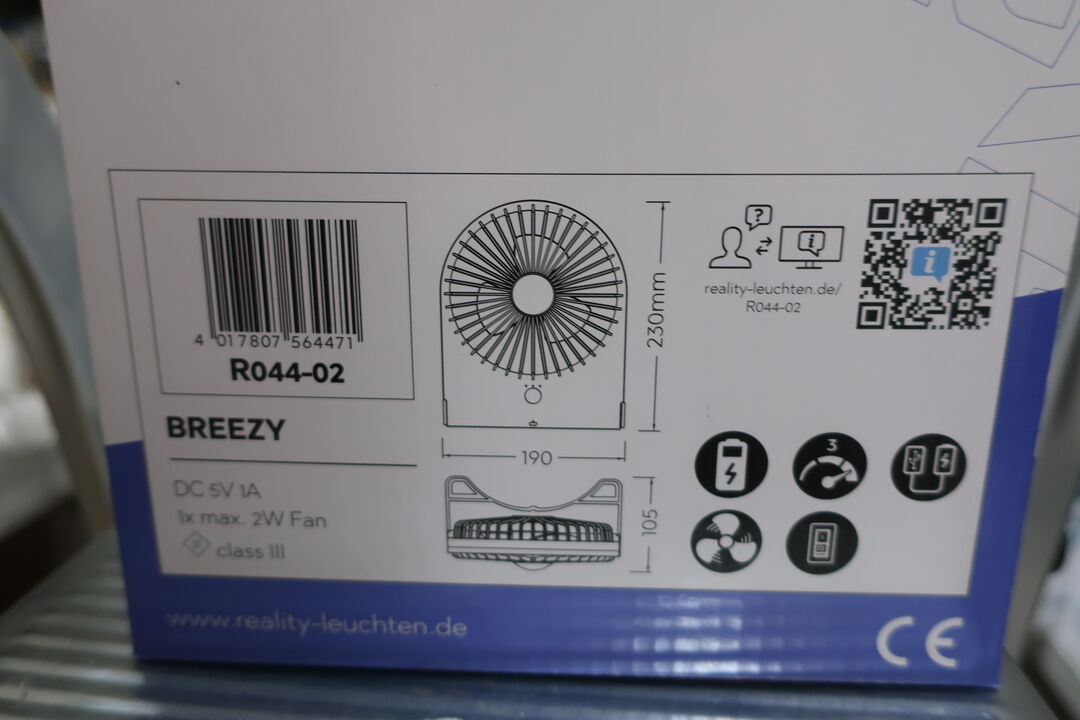 4 017807 564471
R044-02
BREEZY
DC 5V 1A
1x max. 2W Fan
class III
230mm
190
105
?
i
reality-leuchten.de/
R044-02
i
3
www.reality-leuchten.de
CE